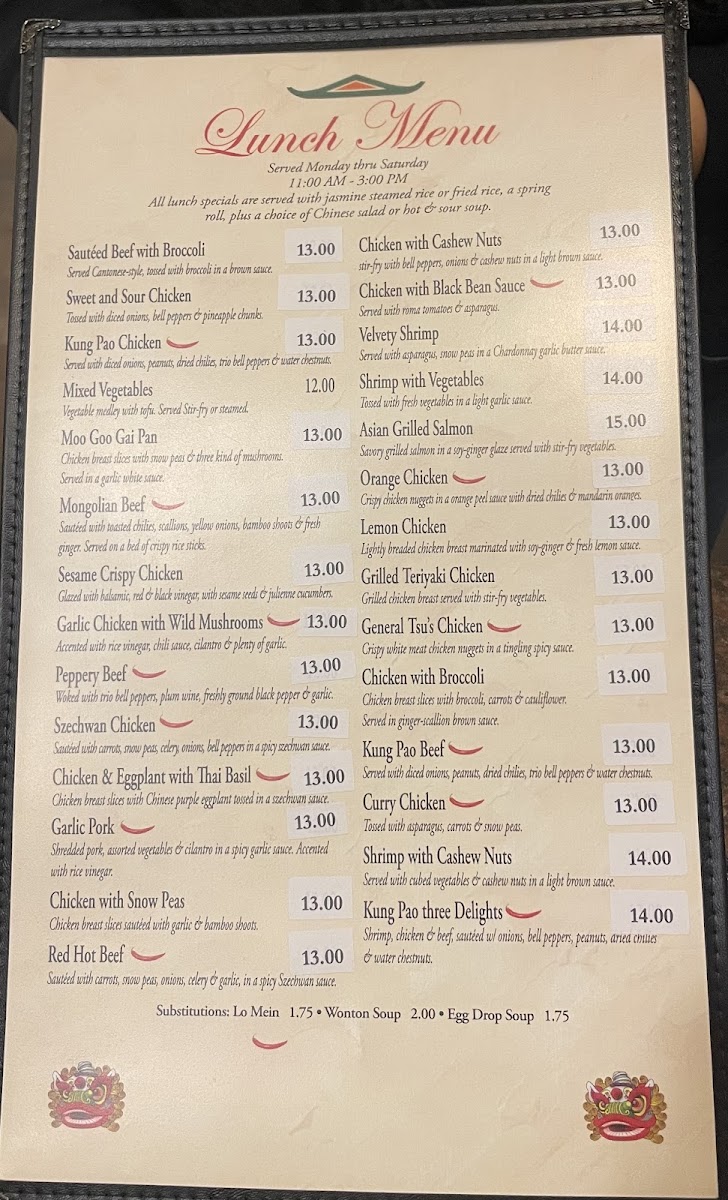 Lunch Menu
Served Monday thru Saturday
11:00 AM - 3:00 PM
All lunch specials are served with jasmine steamed rice or fried rice, a spring
roll, plus a choice of Chinese salad or hot & sour soup.
Sautéed Beef with Broccoli 13.00
Served Cantonese-style, tossed with broccoli in a brown sauce.
Sweet and Sour Chicken 13.00
Tossed with diced onions, bell peppers & pineapple chunks.
Kung Pao Chicken 13.00
Served with diced onions, peanuts, dried chilies, trio bell peppers & water chestnuts.
Mixed Vegetables 12.00
Vegetable medley with tofu. Served Stir-fry or steamed.
Moo Goo Gai Pan 13.00
Chicken breast slices with snow peas & three kind of mushrooms.
Served in a garlic white sauce.
Mongolian Beef 13.00
Sautéed with toasted chilies, scallions, yellow onions, bamboo shoots & fresh
ginger. Served on a bed of crispy rice sticks.
Sesame Crispy Chicken 13.00
Glazed with balsamic, red & black vinegar, with sesame seeds & julienne cucumbers.
Garlic Chicken with Wild Mushrooms 13.00
Accented with rice vinegar, chili sauce, cilantro & plenty of garlic.
Peppery Beef 13.00
Woked with trio bell peppers, plum wine, freshly ground black pepper & garlic.
Szechwan Chicken 13.00
Sautéed with carrots, snow peas, celery, onions, bell peppers in a spicy szechwan sauce.
Chicken & Eggplant with Thai Basil 13.00
Chicken breast slices with Chinese purple eggplant tossed in a szechwan sauce.
Garlic Pork 13.00
Shredded pork, assorted vegetables & cilantro in a spicy garlic sauce. Accented
with rice vinegar.
Chicken with Snow Peas 13.00
Chicken breast slices sautéed with garlic & bamboo shoots.
Red Hot Beef 13.00
Sautéed with carrots, snow peas, onions, celery & garlic, in a spicy Szechwan sauce.
Chicken with Cashew Nuts 13.00
stir-fry with bell peppers, onions & cashew nuts in a light brown sauce.
Chicken with Black Bean Sauce 13.00
Served with roma tomatoes & asparagus.
Velvety Shrimp 14.00
Served with asparagus, snow peas in a Chardonnay garlic butter sauce.
Shrimp with Vegetables 14.00
Tossed with fresh vegetables in a light garlic sauce.
Asian Grilled Salmon 15.00
Savory grilled salmon in a soy-ginger glaze served with stir-fry vegetables.
Orange Chicken 13.00
Crispy chicken nuggets in a orange peel sauce with dried chilies & mandarin oranges.
Lemon Chicken 13.00
Lightly breaded chicken breast marinated with soy-ginger & fresh lemon sauce.
Grilled Teriyaki Chicken 13.00
Grilled chicken breast served with stir-fry vegetables.
General Tsu's Chicken 13.00
Crispy white meat chicken nuggets in a tingling spicy sauce.
Chicken with Broccoli 13.00
Chicken breast slices with broccoli, carrots & cauliflower.
Served in ginger-scallion brown sauce.
Kung Pao Beef 13.00
Served with diced onions, peanuts, dried chilies, trio bell peppers & water chestnuts.
Curry Chicken 13.00
Tossed with asparagus, carrots & snow peas.
Shrimp with Cashew Nuts 14.00
Served with cubed vegetables & cashew nuts in a light brown sauce.
Kung Pao three Delights 14.00
Shrimp, chicken & beef, sautéed w/ onions, bell peppers, peanuts, dried chilies
& water chestnuts.
Substitutions: Lo Mein 1.75 • Wonton Soup 2.00 • Egg Drop Soup 1.75